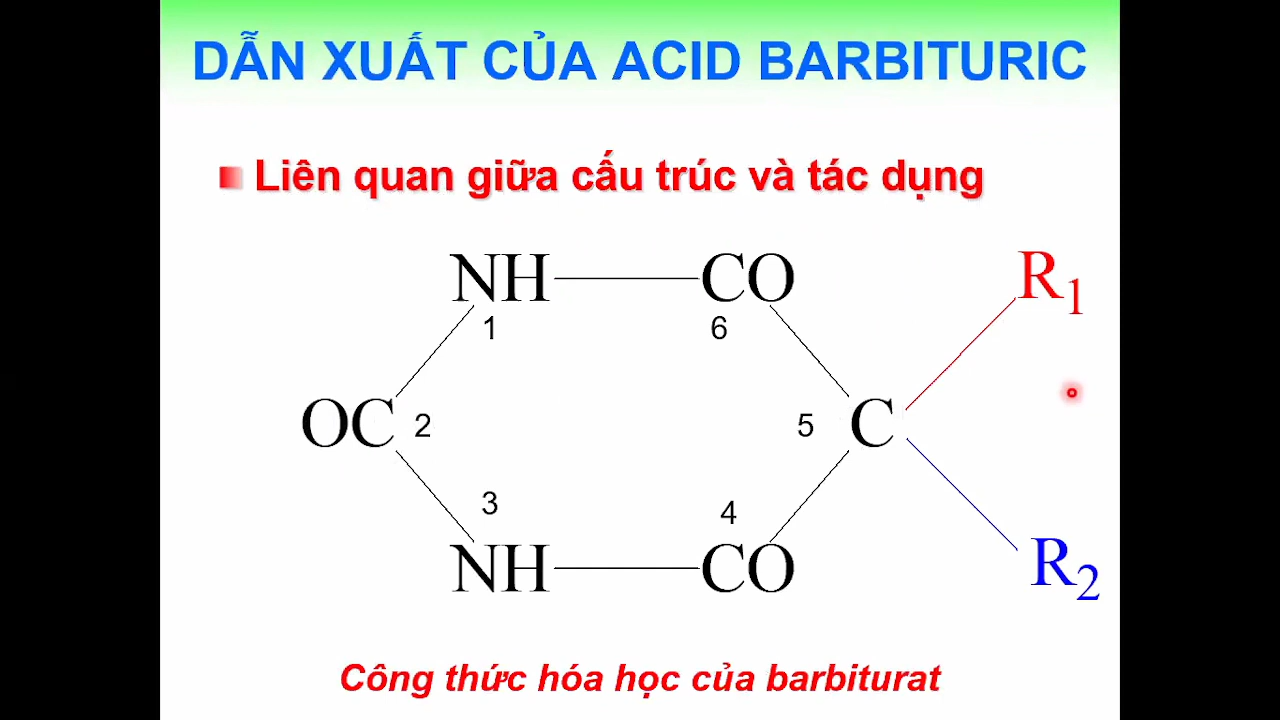 DẪN XUẤT CỦA ACID BARBITURIC
Liên quan giữa cấu trúc và tác dụng
NH CO R1
1 6
OC 2 5 C
3 4
NH CO R2
Công thức hóa học của barbiturat